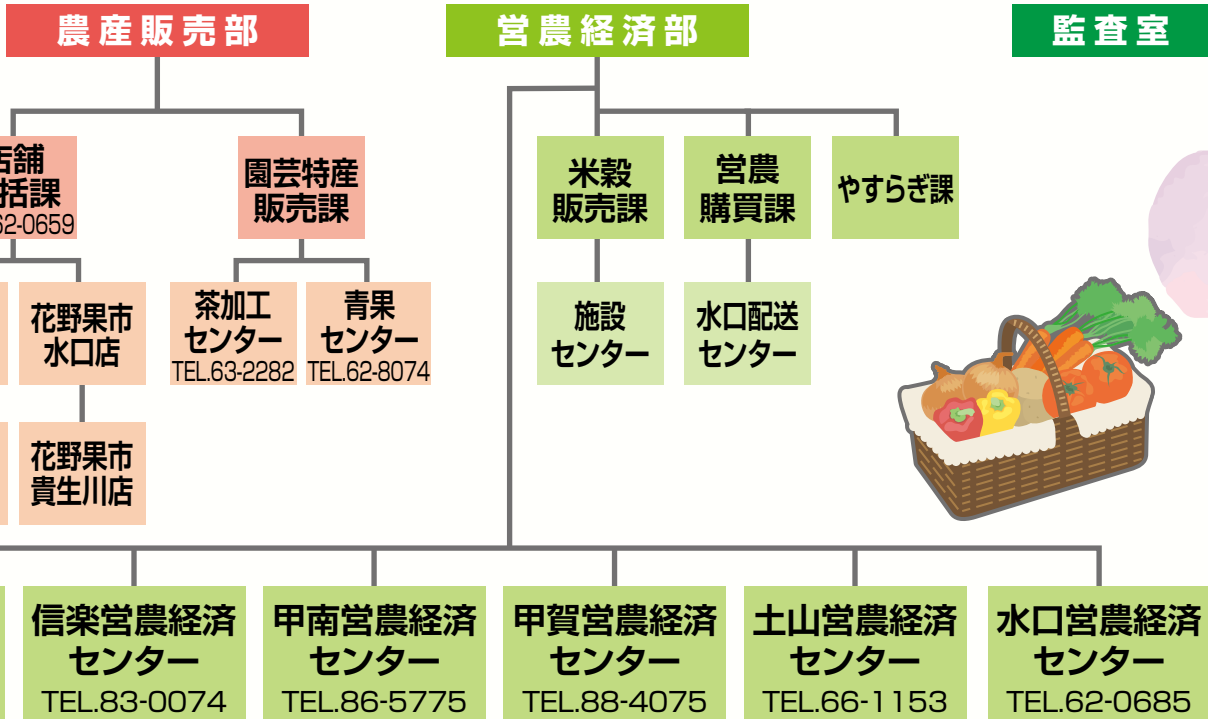 農産販売部
営農経済部
監査室
店舗
括課
62-0659
園芸特産
販売課
米穀
販売課
営農
購買課
やすらぎ課
花野果市
水口店
茶加工
センター
TEL.63-2282
青果
センター
TEL.62-8074
施設
センター
水口配送
センター
花野果市
貴生川店
信楽営農経済
センター
TEL.83-0074
甲南営農経済
センター
TEL.86-5775
甲賀営農経済
センター
TEL.88-4075
土山営農経済
センター
TEL.66-1153
水口営農経済
センター
TEL.62-0685